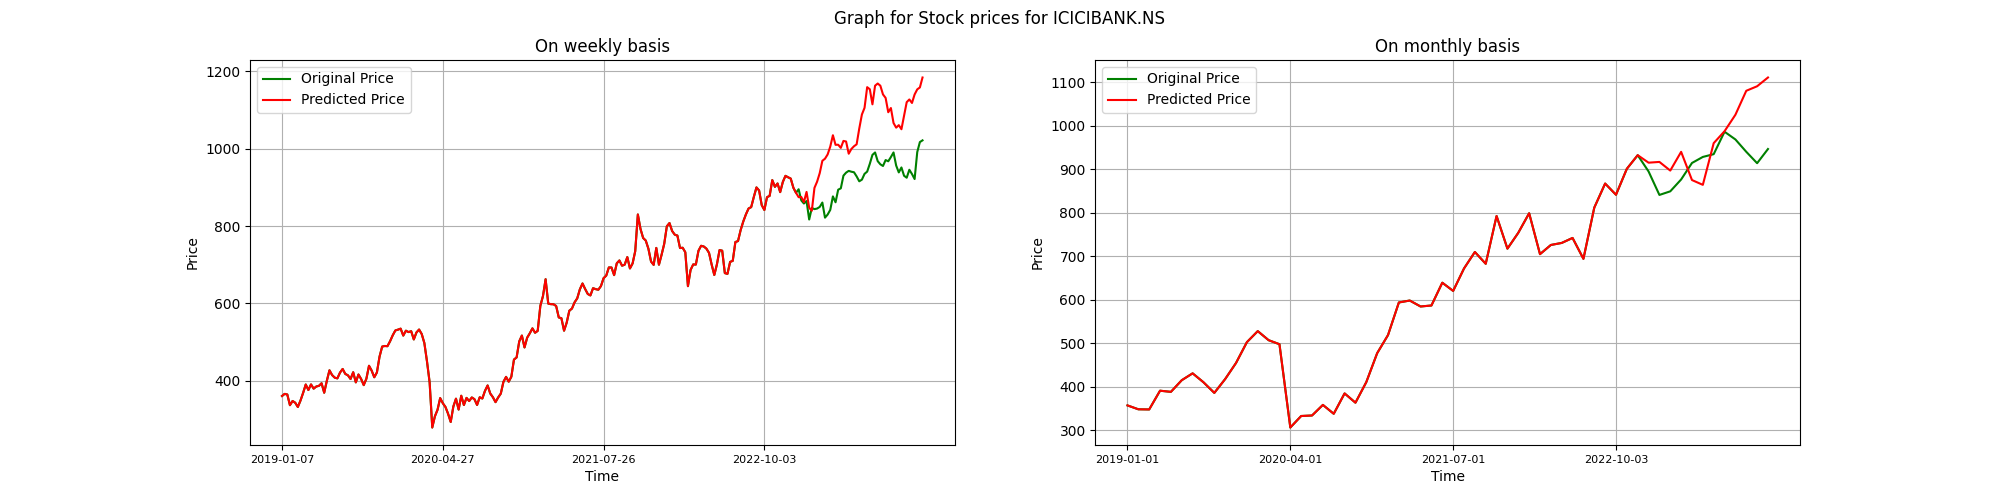 Graph for Stock prices for ICICIBANK.NS
On weekly basis
Original Price
Predicted Price
1200
1000
800
600
400
Price
2019-01-07
2020-04-27
2021-07-26
2022-10-03
Time
On monthly basis
Original Price
Predicted Price
1100
1000
900
800
700
600
500
400
300
Price
2019-01-01
2020-04-01
2021-07-01
2022-10-03
Time